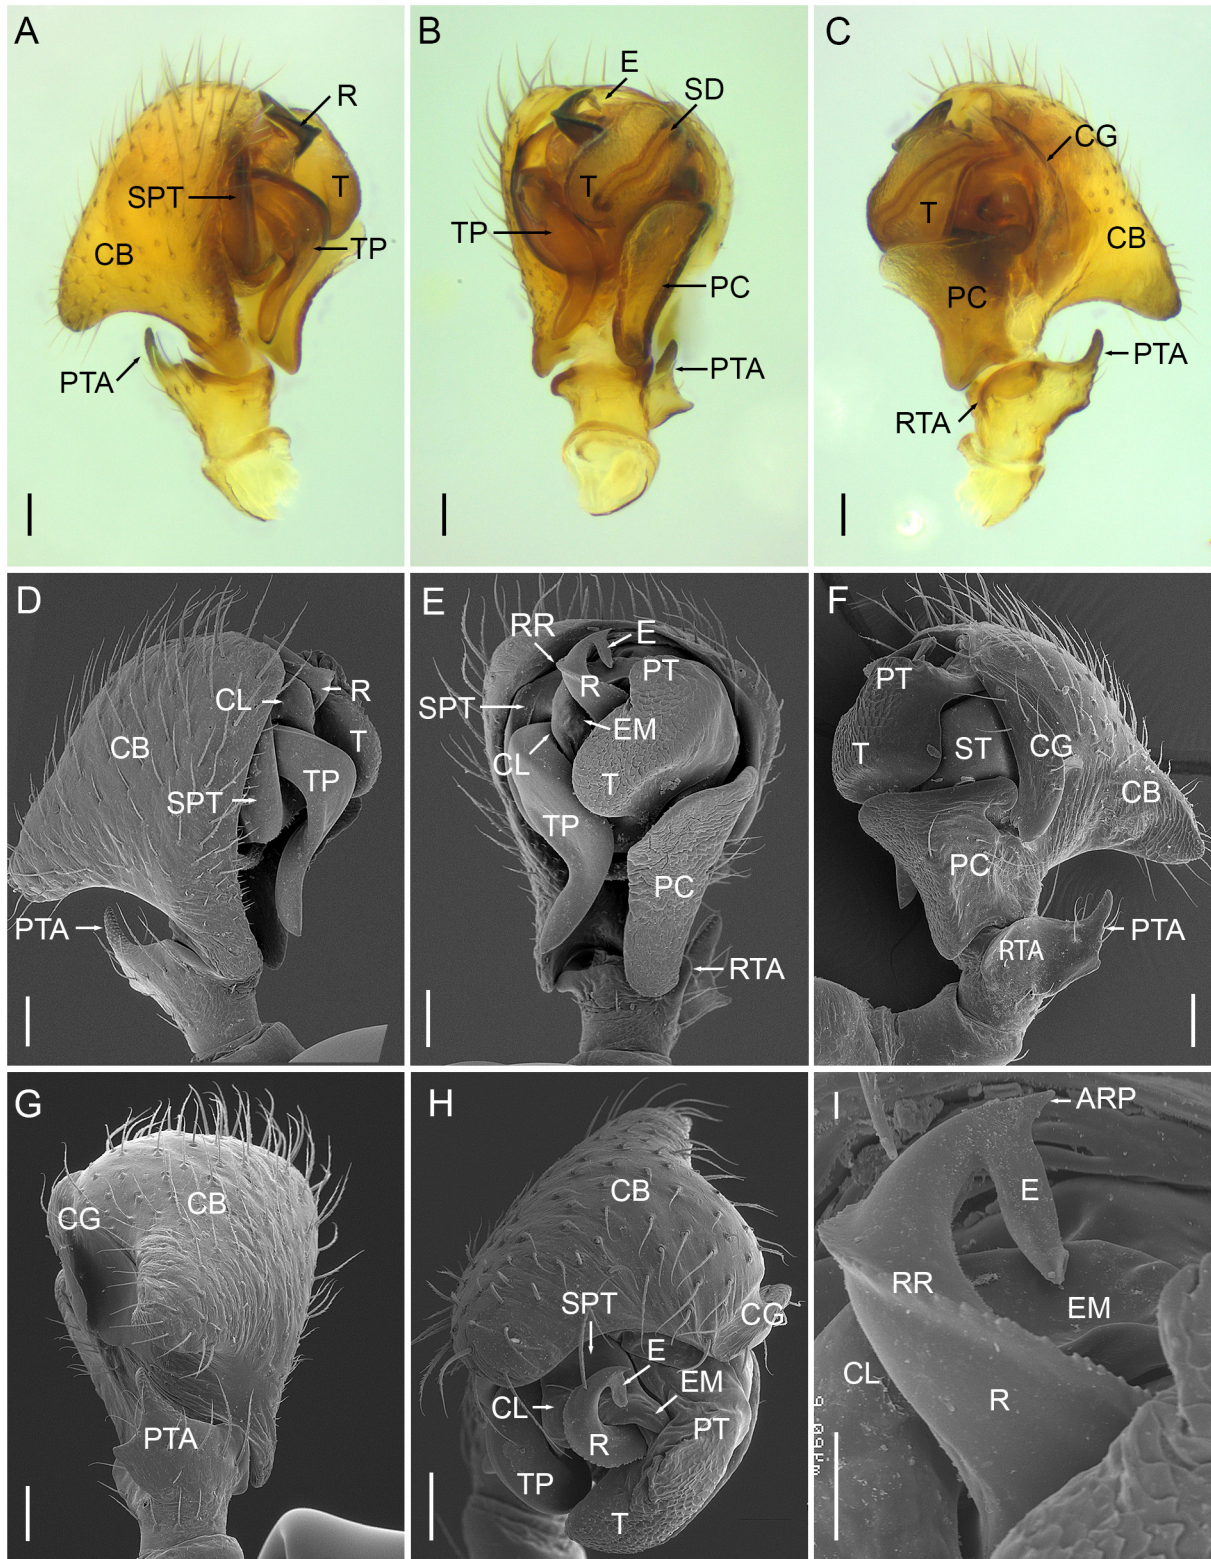 A
R
SPT
T
CB
TP
PTA
B
E
SD
T
TP
PC
PTA
C
CG
T
CB
PC
PTA
RTA
D
CL
R
CB
T
TP
SPT
PTA
E
RR
E
PT
R
SPT
EM
CL
T
TP
PC
RTA
F
PT
T
ST
CG
CB
PC
PTA
RTA
G
CB
CG
PTA
H
CB
SPT
CG
E
EM
CL
PT
R
TP
T
I
ARP
E
RR
EM
CL
R